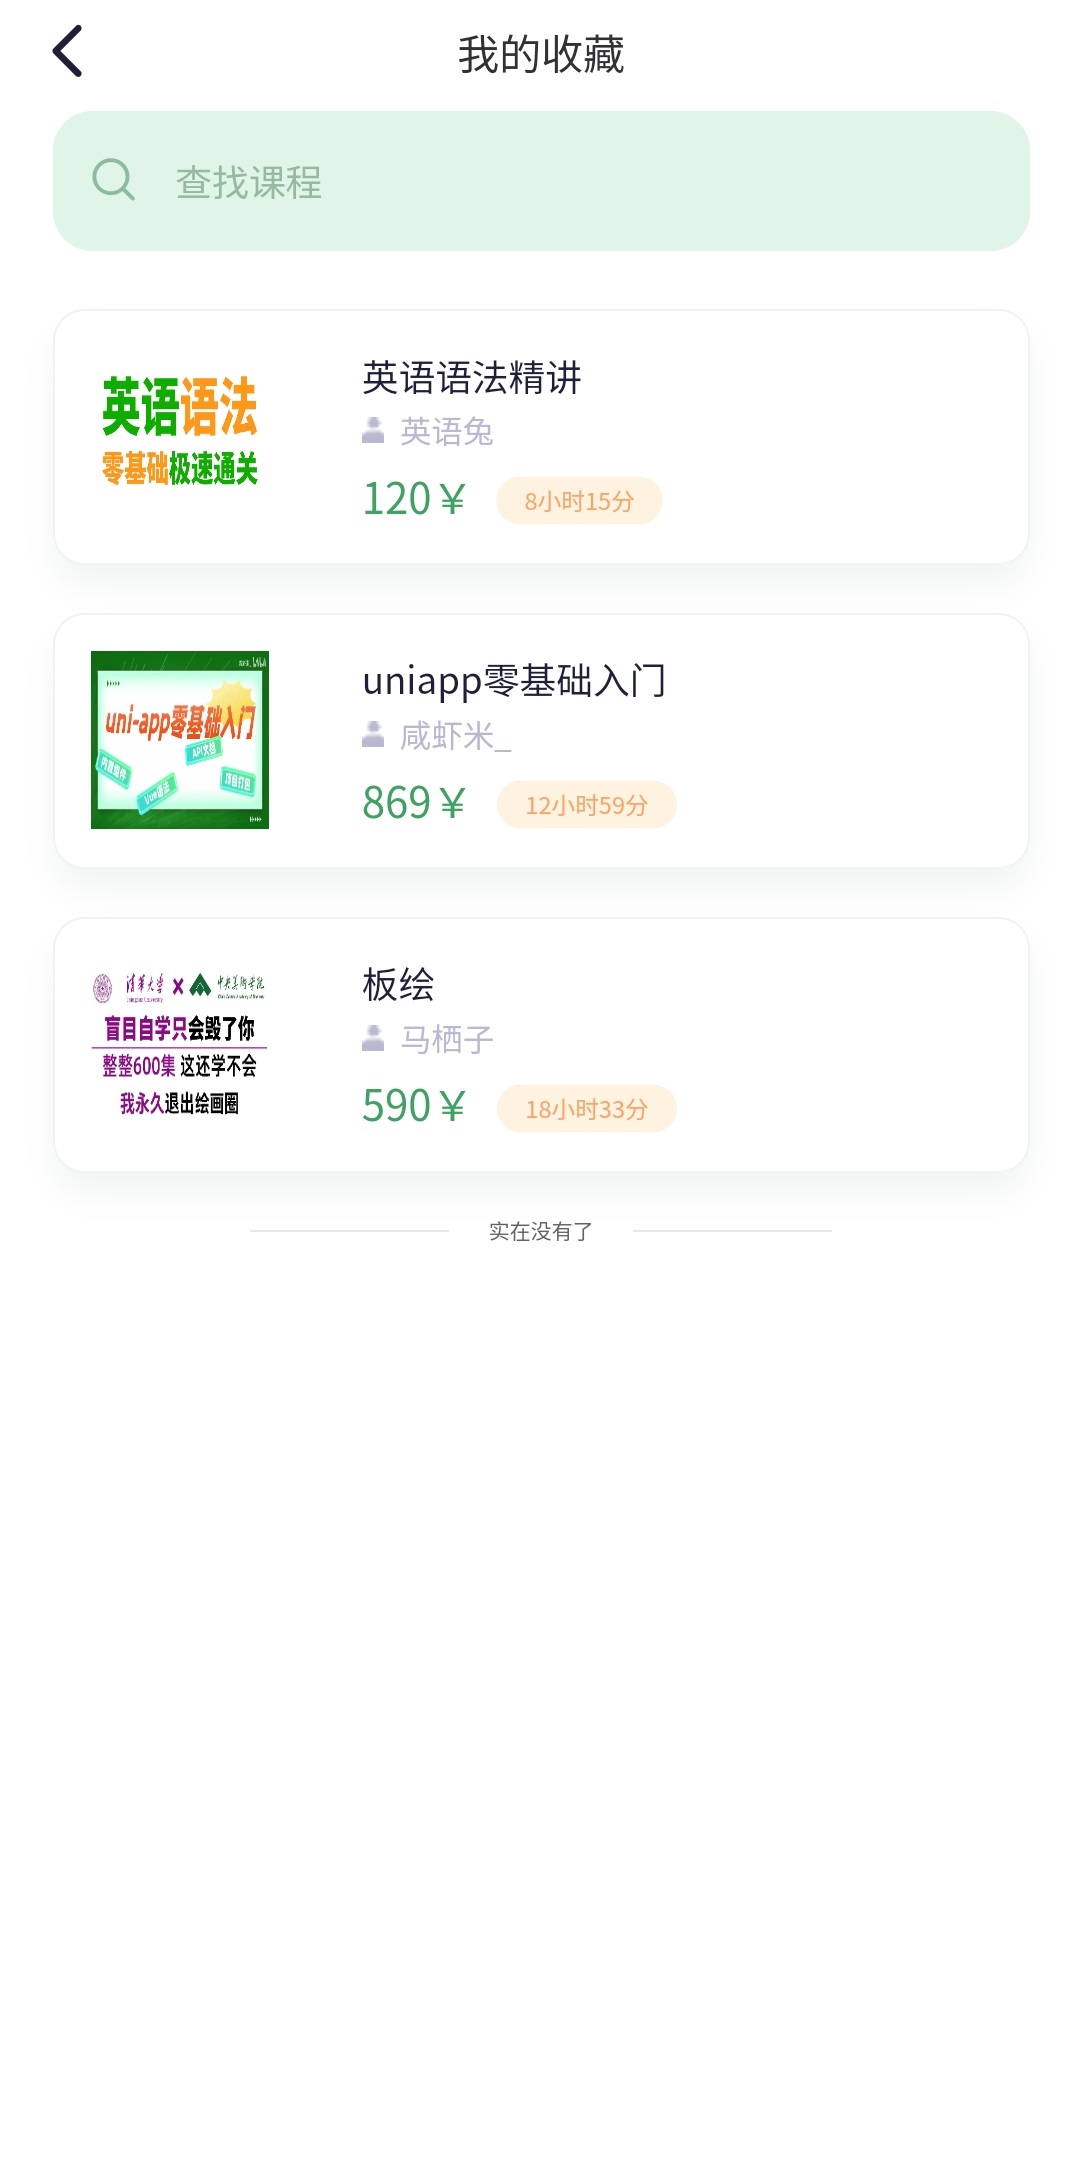 我的收藏
查找课程
英语语法
零基础极速通关
英语语法精讲
英语兔
120￥
8小时15分
uni-app零基础入门
API文档
内置组件
Vue语法
项目打包
uniapp零基础入门
咸虾米_
869￥
12小时59分
清華大学 X 中央美術学院
盲目自学只会毁了你
整整600集 这还学不会
我永久退出绘画圈
板绘
马栖子
590￥
18小时33分
实在没有了